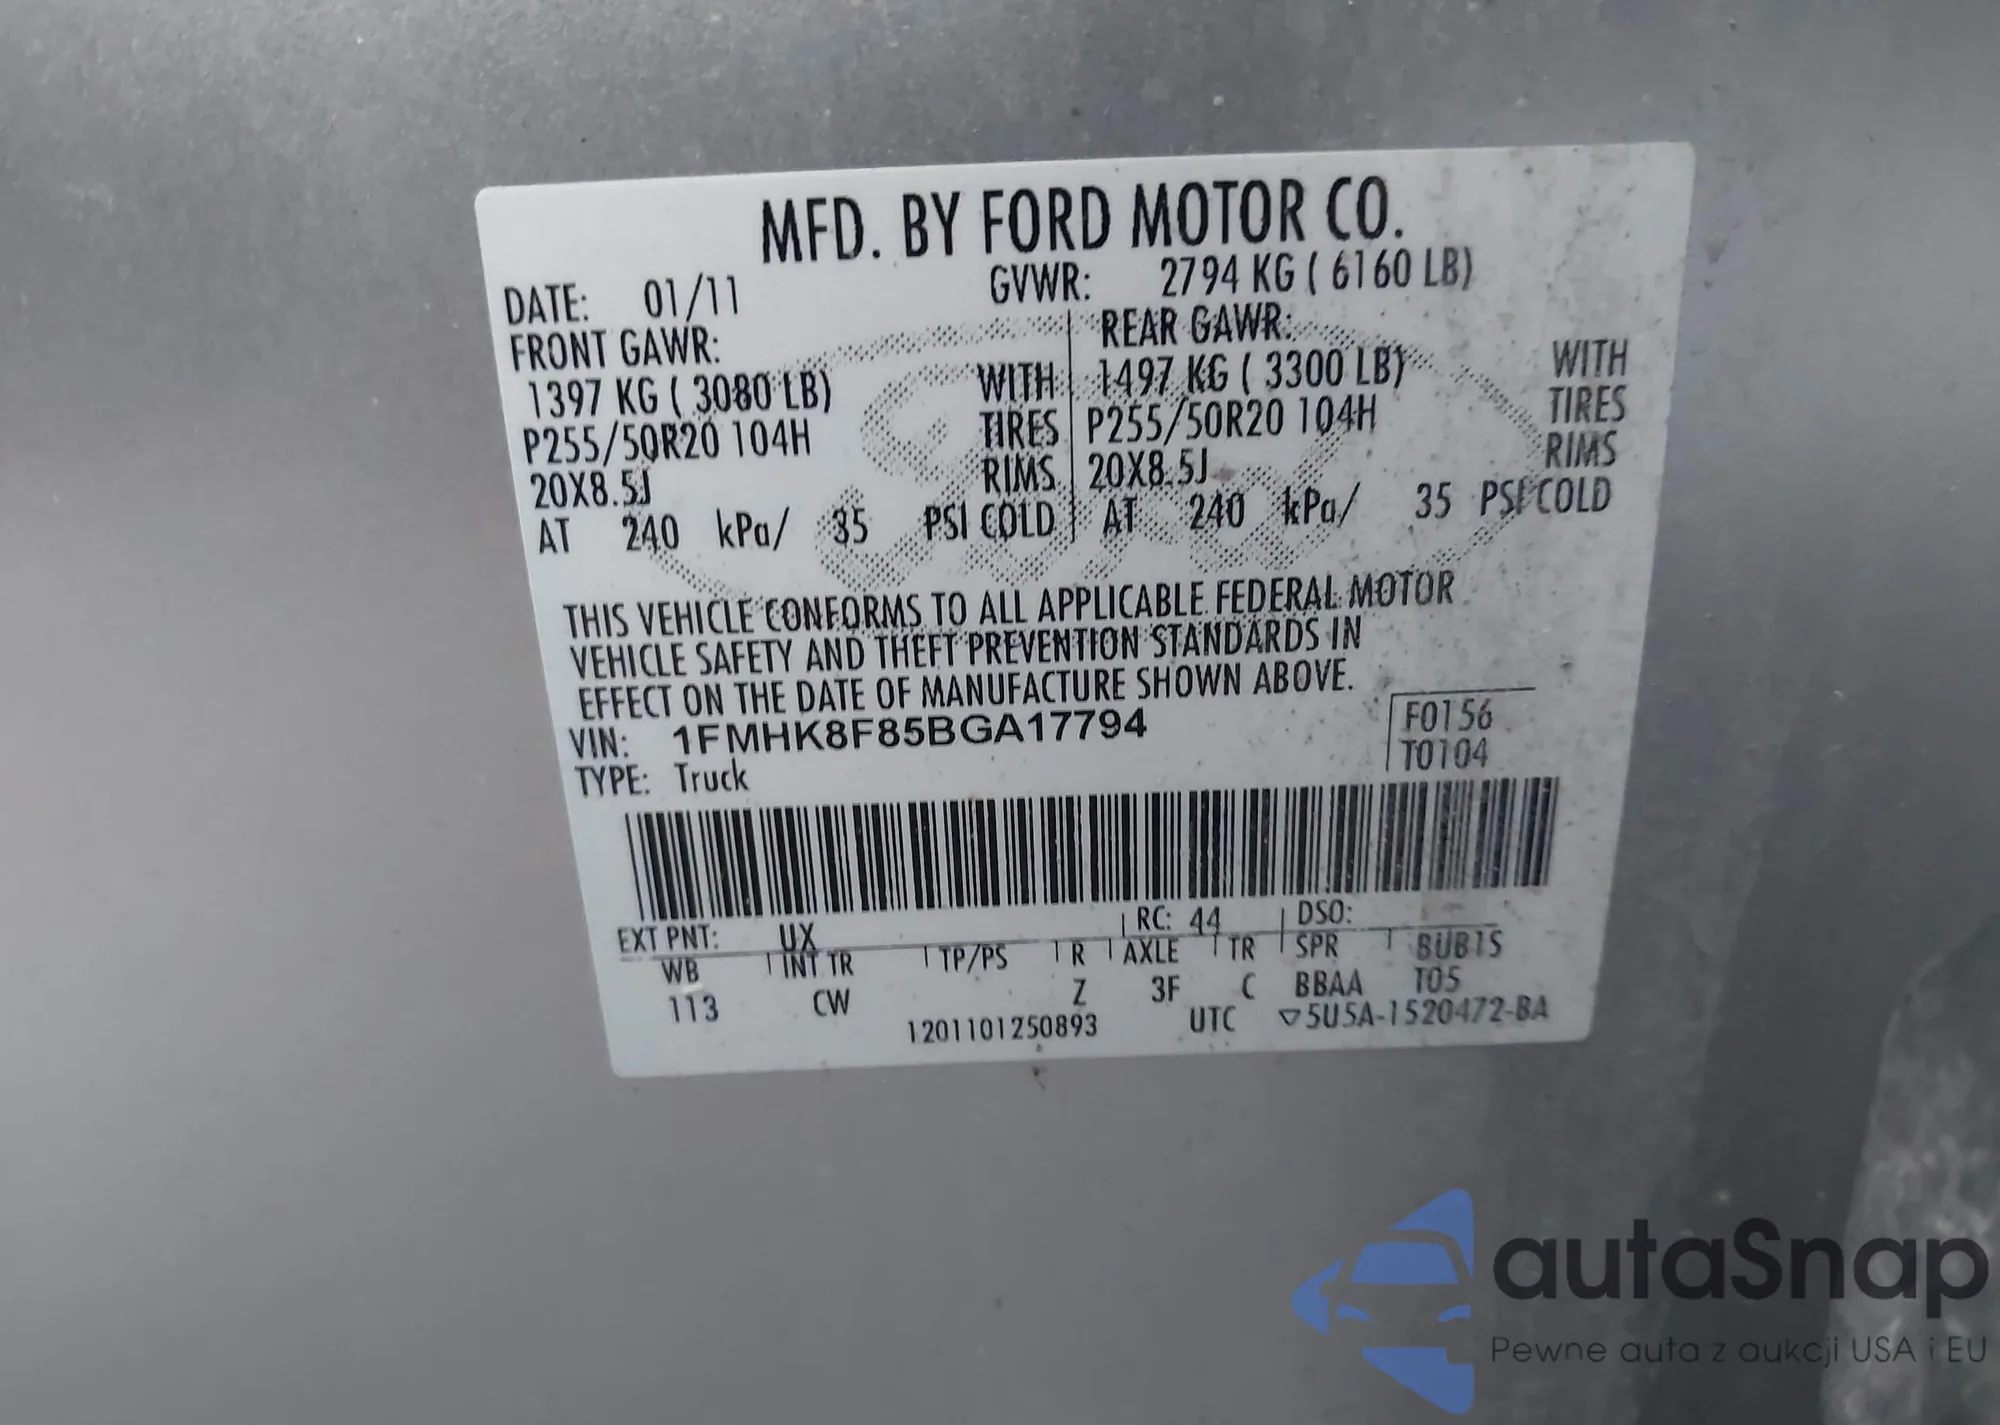 MFD. BY FORD MOTOR CO.
DATE: 01/11 GVWR: 2794 KG ( 6160 LB)
FRONT GAWR: REAR GAWR:
1397 KG ( 3080 LB) WITH 1497 KG ( 3300 LB) WITH
P255/50R20 104H TIRES P255/50R20 104H TIRES
20X8.5J RIMS 20X8.5J RIMS
AT 240 kPa/ 35 PSI COLD AT 240 kPa/ 35 PSI COLD
THIS VEHICLE CONFORMS TO ALL APPLICABLE FEDERAL MOTOR
VEHICLE SAFETY AND THEFT PREVENTION STANDARDS IN
EFFECT ON THE DATE OF MANUFACTURE SHOWN ABOVE.
VIN: 1FMHK8F85BGA17794 F0156
TYPE: Truck T0104
EXT PNT: UX RC: 44 DSO:
WB INT TR TP/PS R AXLE TR SPR BUB1S
113 CW Z 3F C BBAA T05
1201101250893 UTC ▽5U5A-1520472-BA
autaSnap
Pewne auta z aukcji USA i EU